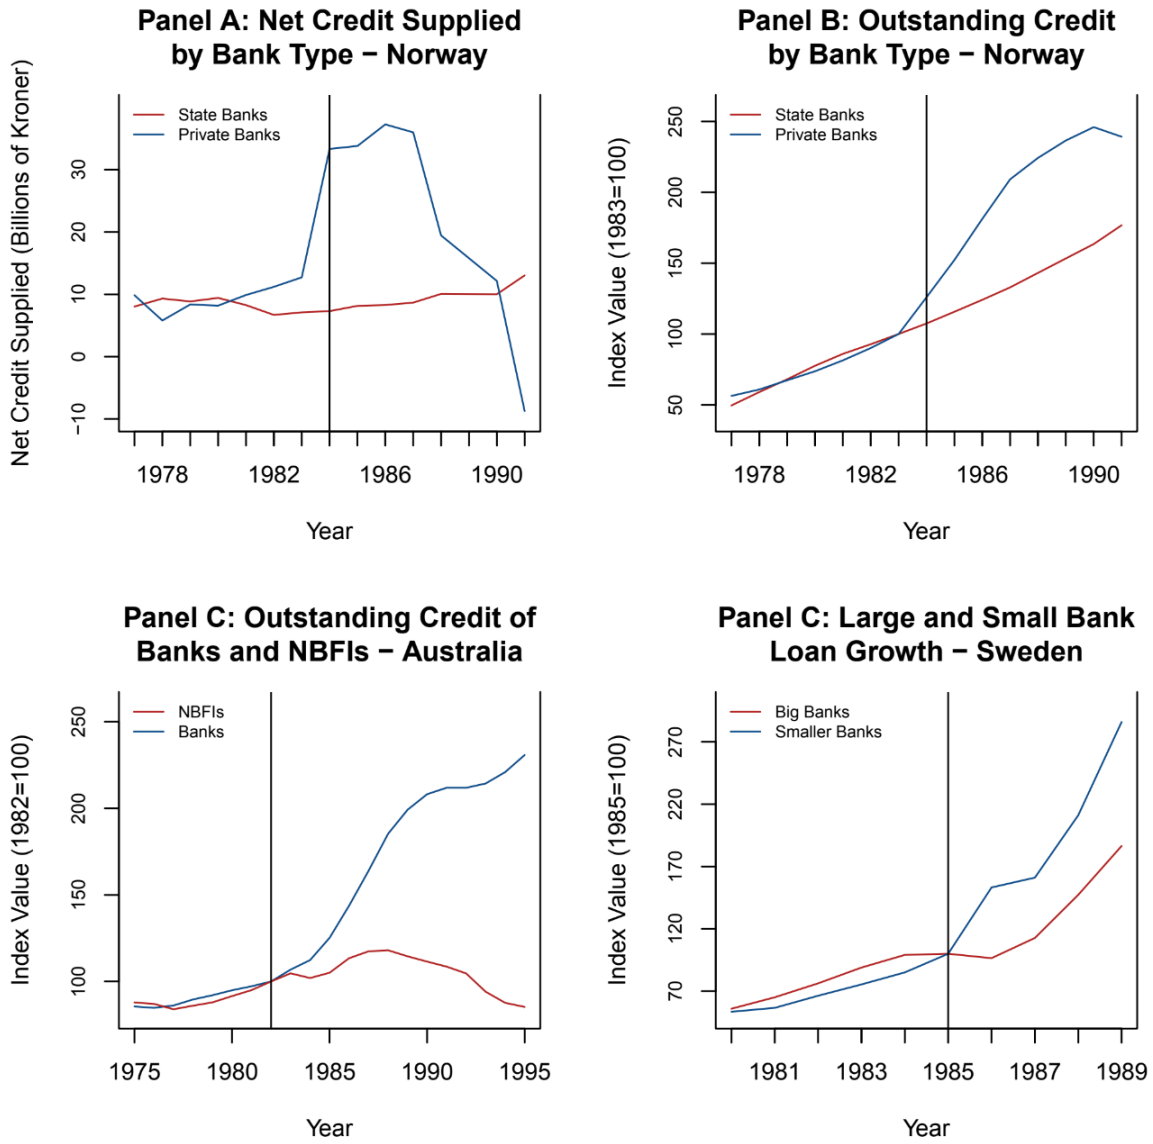 Panel A: Net Credit Supplied
by Bank Type − Norway
Net Credit Supplied (Billions of Kroner)
State Banks
Private Banks
30
20
10
0
−10
1978 1982 1986 1990
Year
Panel B: Outstanding Credit
by Bank Type − Norway
Index Value (1983=100)
State Banks
Private Banks
250
200
150
100
50
1978 1982 1986 1990
Year
Panel C: Outstanding Credit of
Banks and NBFIs − Australia
Index Value (1982=100)
NBFIs
Banks
250
200
150
100
1975 1980 1985 1990 1995
Year
Panel C: Large and Small Bank
Loan Growth − Sweden
Index Value (1985=100)
Big Banks
Smaller Banks
270
220
170
120
70
1981 1983 1985 1987 1989
Year